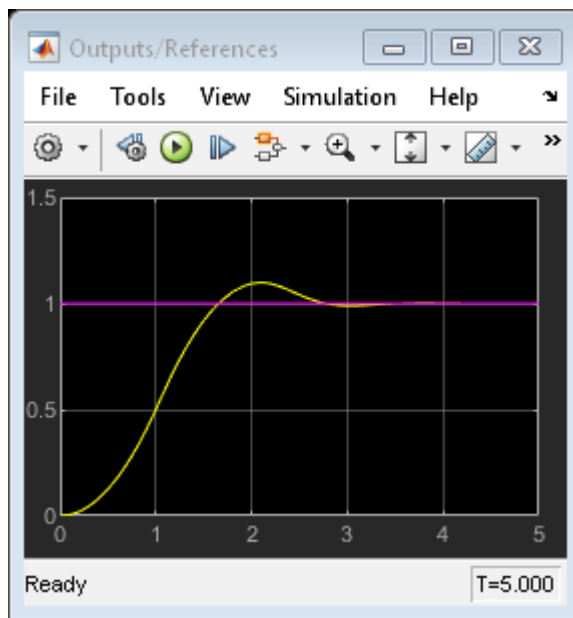 Outputs/References
File Tools View Simulation Help
1.5
1
0.5
0
0 1 2 3 4 5
Ready T=5.000